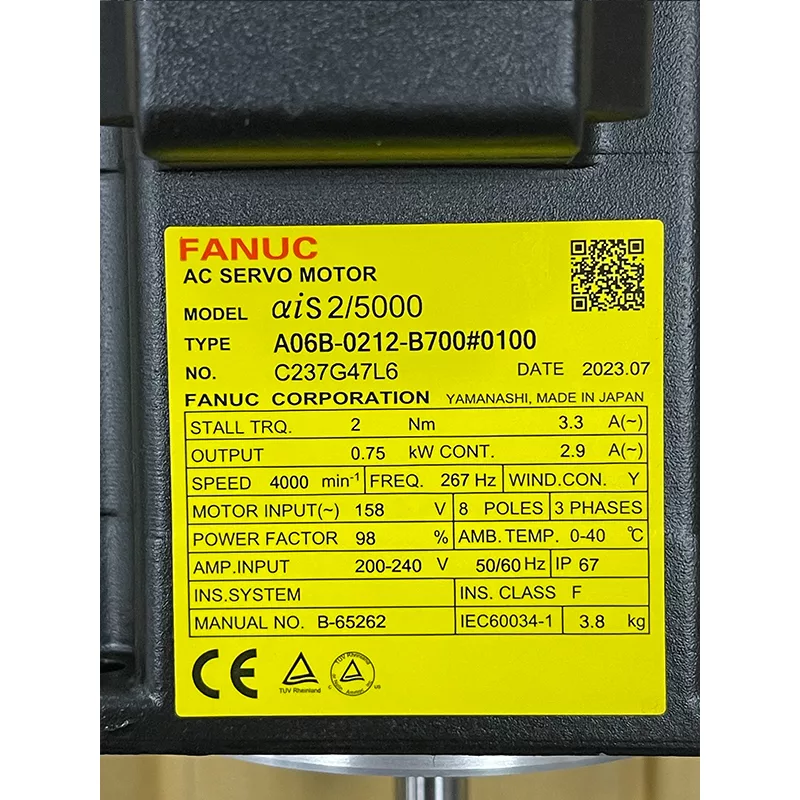 FANUC
AC SERVO MOTOR
MODEL αiS 2/5000
TYPE A06B-0212-B700#0100
NO. C237G47L6 DATE 2023.07
FANUC CORPORATION YAMANASHI, MADE IN JAPAN
STALL TRQ. 2 Nm 3.3 A(~)
OUTPUT 0.75 kW CONT. 2.9 A(~)
SPEED 4000 min-1 FREQ. 267 Hz WIND.CON. Y
MOTOR INPUT(~) 158 V 8 POLES 3 PHASES
POWER FACTOR 98 % AMB.TEMP. 0-40 ℃
AMP.INPUT 200-240 V 50/60 Hz IP 67
INS.SYSTEM INS. CLASS F
MANUAL NO. B-65262 IEC60034-1 3.8 kg
CE
TUV Rheinland
TUV Rheinland
c us